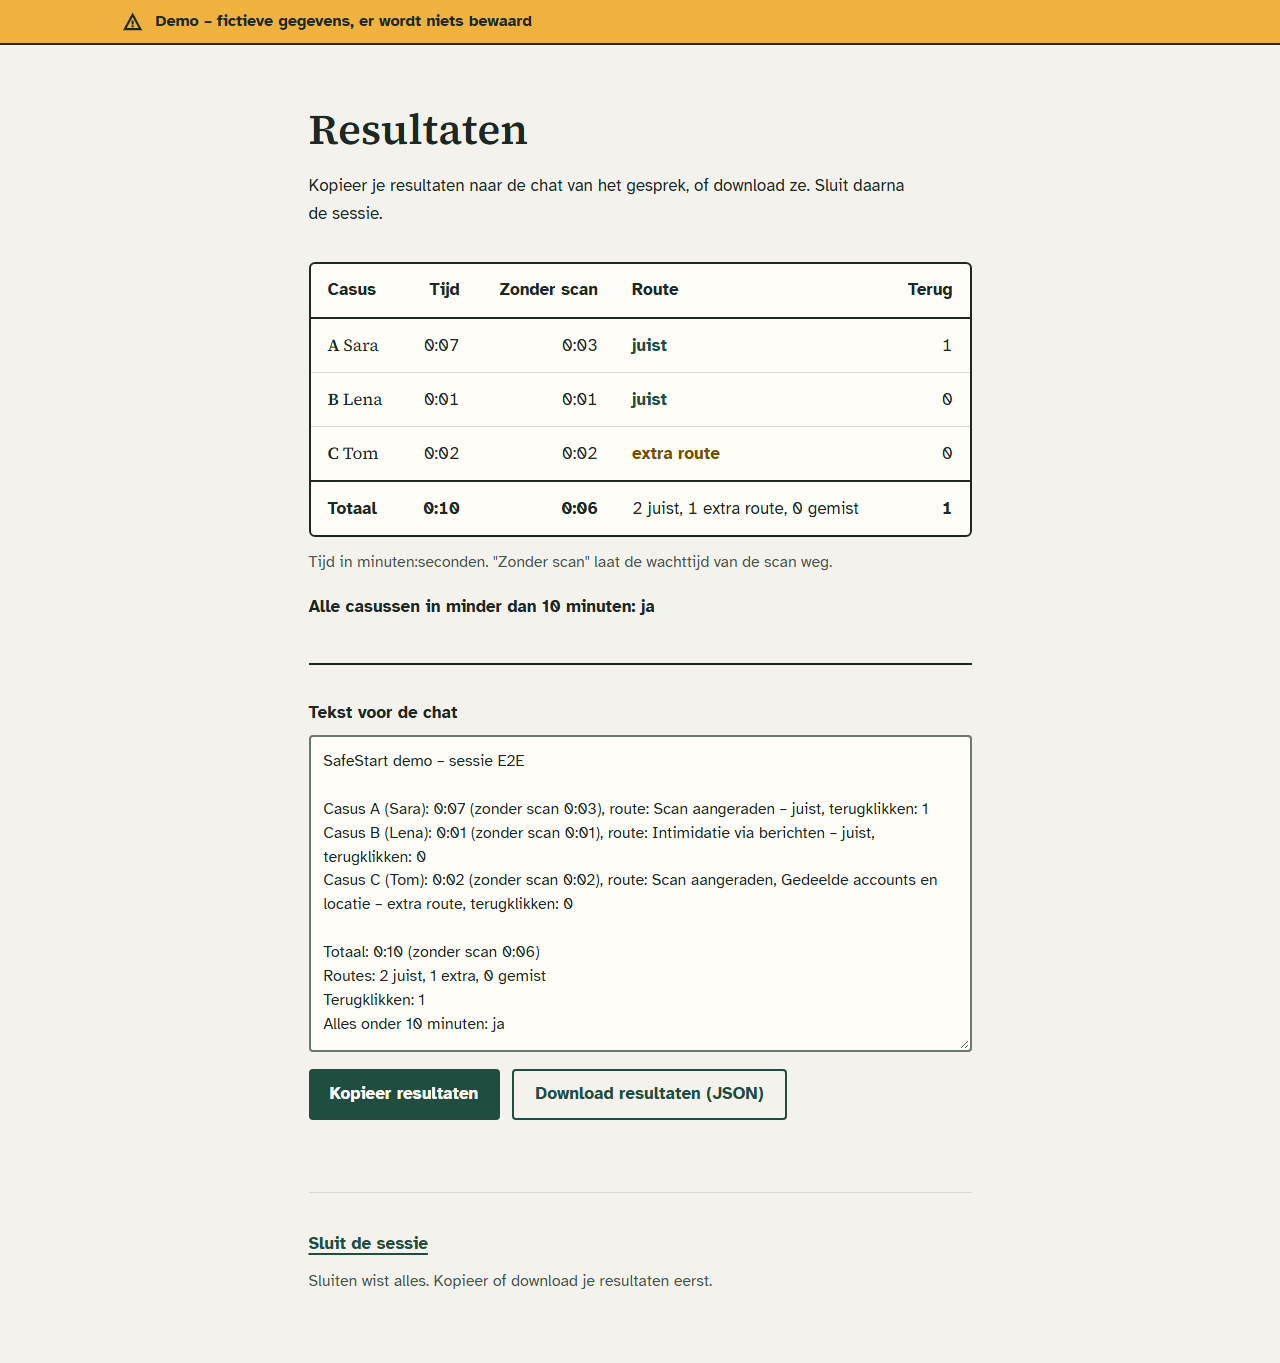 Demo – fictieve gegevens, er wordt niets bewaard
Resultaten
Kopieer je resultaten naar de chat van het gesprek, of download ze. Sluit daarna
de sessie.
Casus Tijd Zonder scan Route Terug
A Sara 0:07 0:03 juist 1
B Lena 0:01 0:01 juist 0
C Tom 0:02 0:02 extra route 0
Totaal 0:10 0:06 2 juist, 1 extra route, 0 gemist 1
Tijd in minuten:seconden. "Zonder scan" laat de wachttijd van de scan weg.
Alle casussen in minder dan 10 minuten: ja
Tekst voor de chat
SafeStart demo – sessie E2E
Casus A (Sara): 0:07 (zonder scan 0:03), route: Scan aangeraden – juist, terugklikken: 1
Casus B (Lena): 0:01 (zonder scan 0:01), route: Intimidatie via berichten – juist,
terugklikken: 0
Casus C (Tom): 0:02 (zonder scan 0:02), route: Scan aangeraden, Gedeelde accounts en
locatie – extra route, terugklikken: 0
Totaal: 0:10 (zonder scan 0:06)
Routes: 2 juist, 1 extra, 0 gemist
Terugklikken: 1
Alles onder 10 minuten: ja
Kopieer resultaten Download resultaten (JSON)
Sluit de sessie
Sluiten wist alles. Kopieer of download je resultaten eerst.